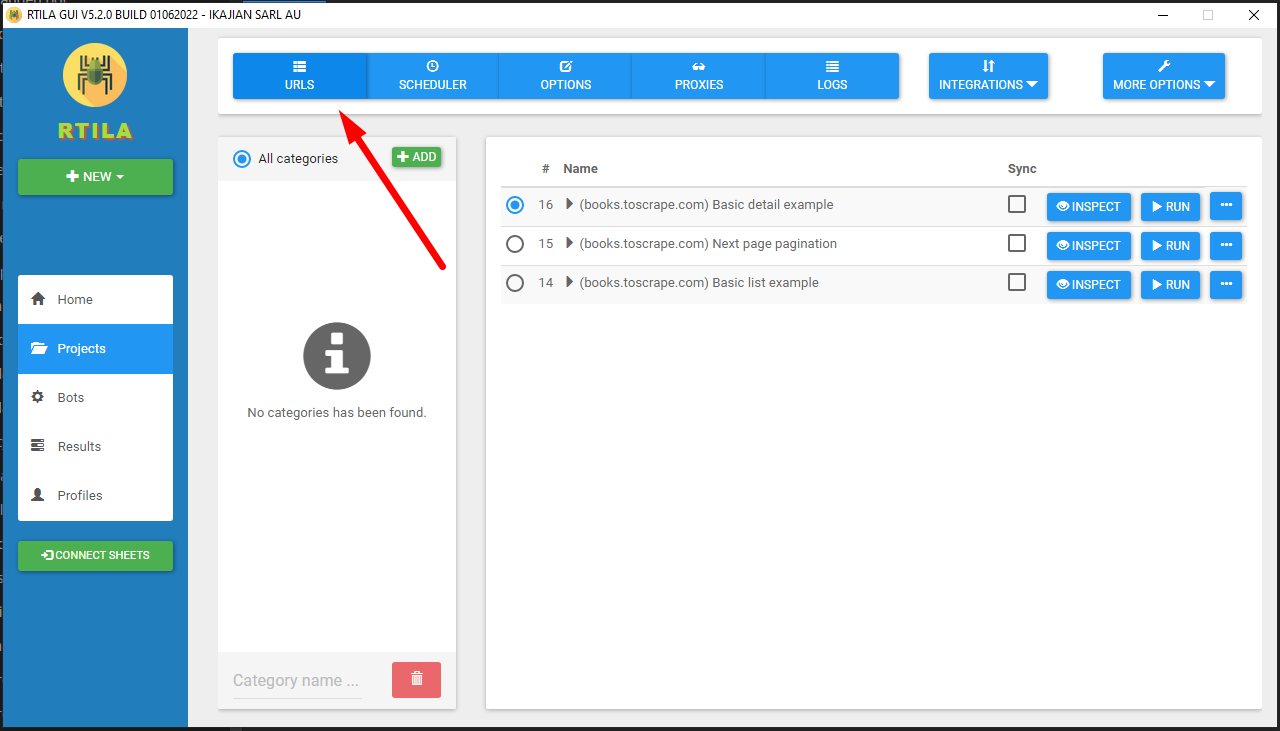 RTILA GUI V5.2.0 BUILD 01062022 - IKAJIAN SARL AU
RTILA
NEW
Home
Projects
Bots
Results
Profiles
CONNECT SHEETS
URLS
SCHEDULER
OPTIONS
PROXIES
LOGS
INTEGRATIONS
MORE OPTIONS
All categories
ADD
No categories has been found.
Category name ...
# Name Sync
16 (books.toscrape.com) Basic detail example INSPECT RUN ...
15 (books.toscrape.com) Next page pagination INSPECT RUN ...
14 (books.toscrape.com) Basic list example INSPECT RUN ...